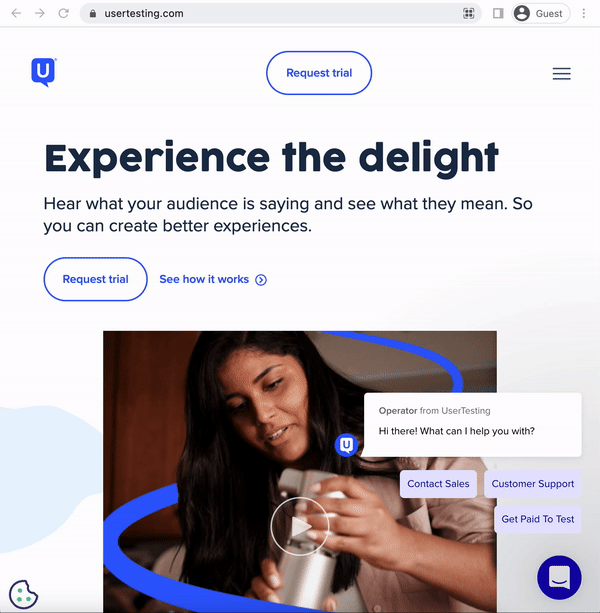 usertesting.com
Guest
U
Request trial
Experience the delight
Hear what your audience is saying and see what they mean. So
you can create better experiences.
Request trial
See how it works
Operator from UserTesting
Hi there! What can I help you with?
U
Contact Sales
Customer Support
Get Paid To Test